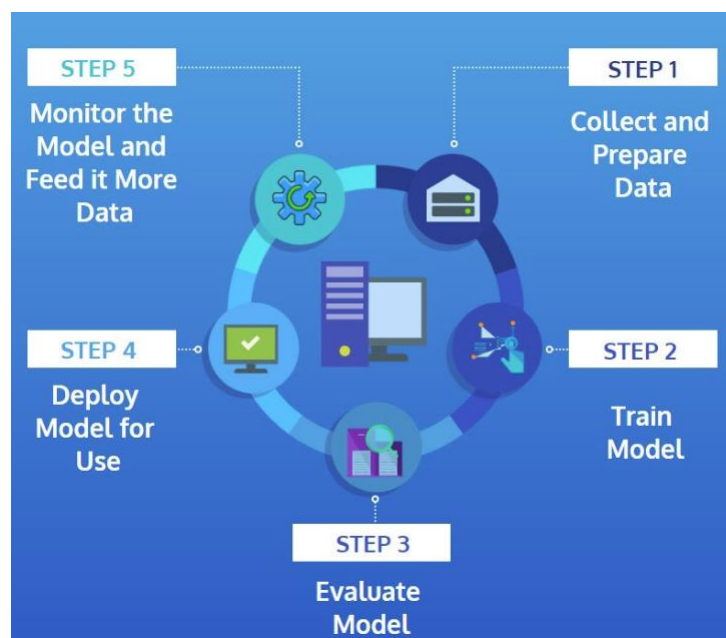 STEP 1
Collect and
Prepare
Data
STEP 2
Train
Model
STEP 3
Evaluate
Model
STEP 4
Deploy
Model for
Use
STEP 5
Monitor the
Model and
Feed it More
Data